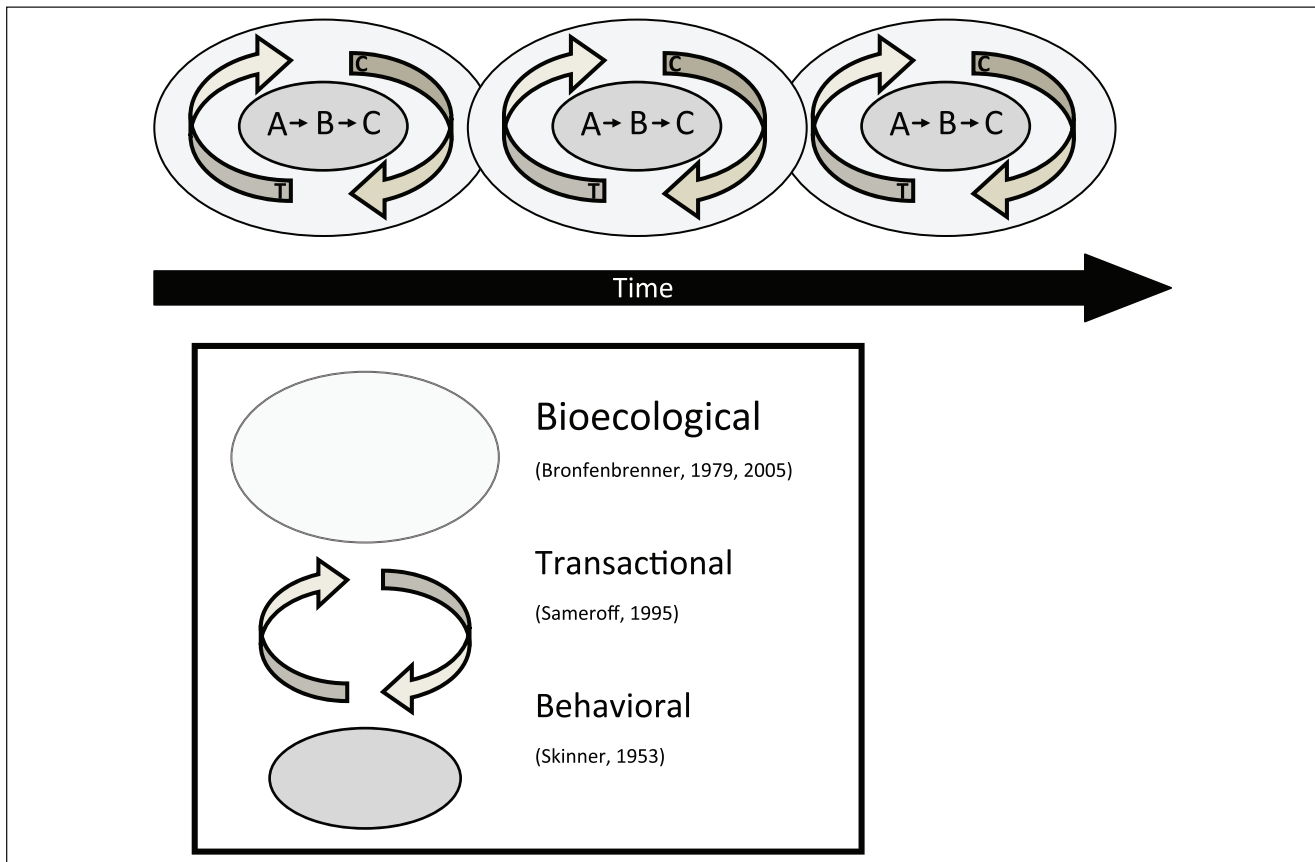 C C C
A→B→C A→B→C A→B→C
T T T
Time
Bioecological
(Bronfenbrenner, 1979, 2005)
Transactional
(Sameroff, 1995)
Behavioral
(Skinner, 1953)